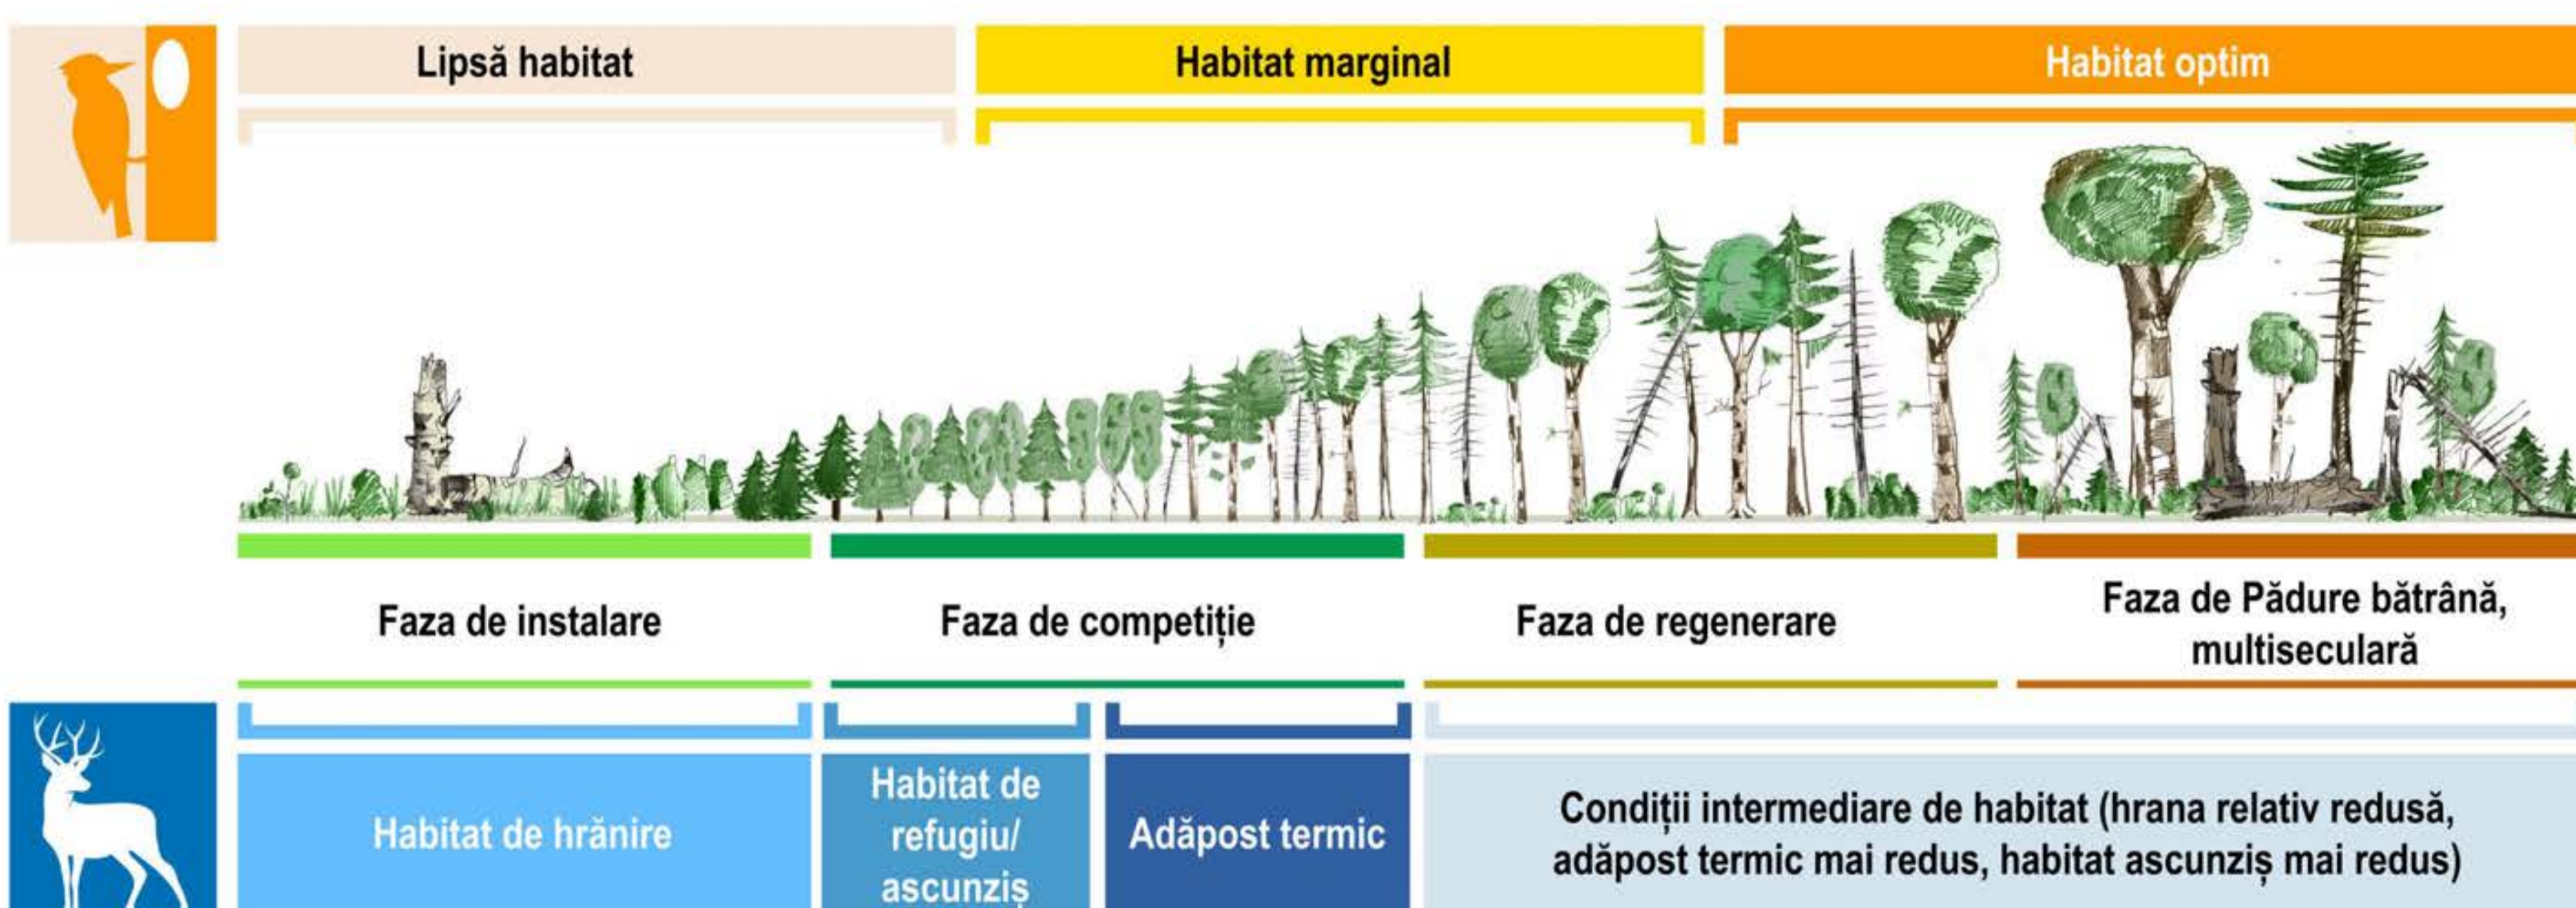 Lipsă habitat
Habitat marginal
Habitat optim
Faza de instalare
Faza de competiție
Faza de regenerare
Faza de Pădure bătrână,
multiseculară
Habitat de hrănire
Habitat de
refugiu/
ascunziș
Adăpost termic
Condiții intermediare de habitat (hrana relativ redusă,
adăpost termic mai redus, habitat ascunziș mai redus)